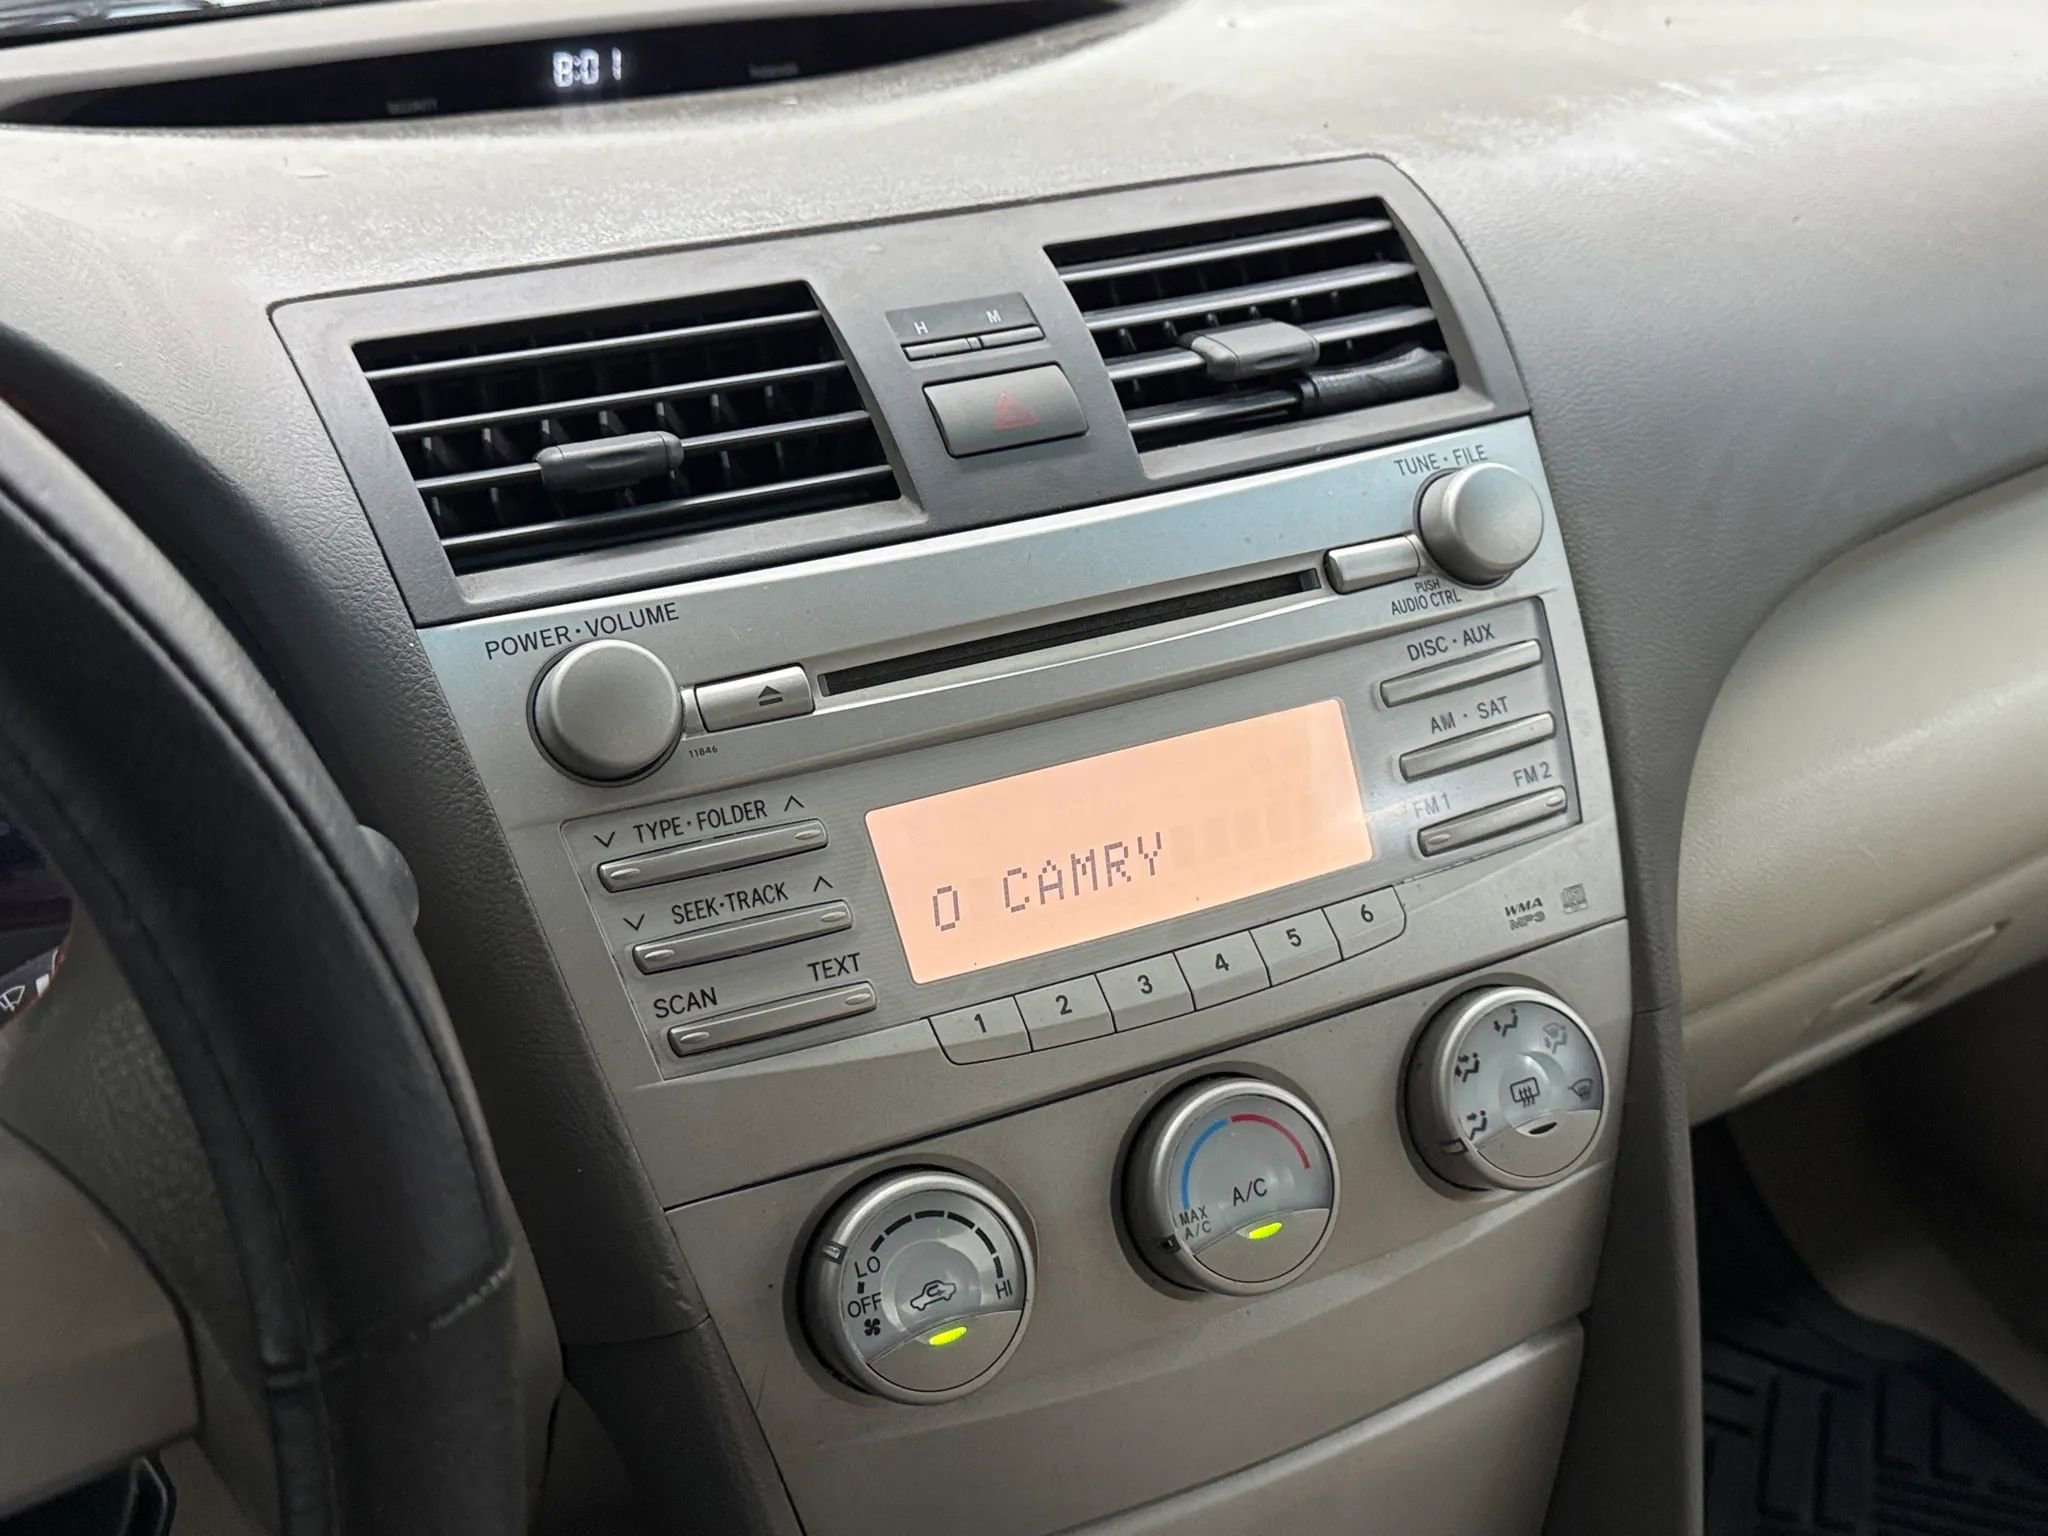 8:01
SECURITY
H M
TUNE・FILE
POWER・VOLUME
PUSH
AUDIO CTRL
DISC・AUX
11846
AM・SAT
TYPE・FOLDER
FM1 FM2
O CAMRY
SEEK・TRACK
WMA
MP3
SCAN TEXT
1 2 3 4 5 6
A/C
MAX
A/C
LO
OFF
HI